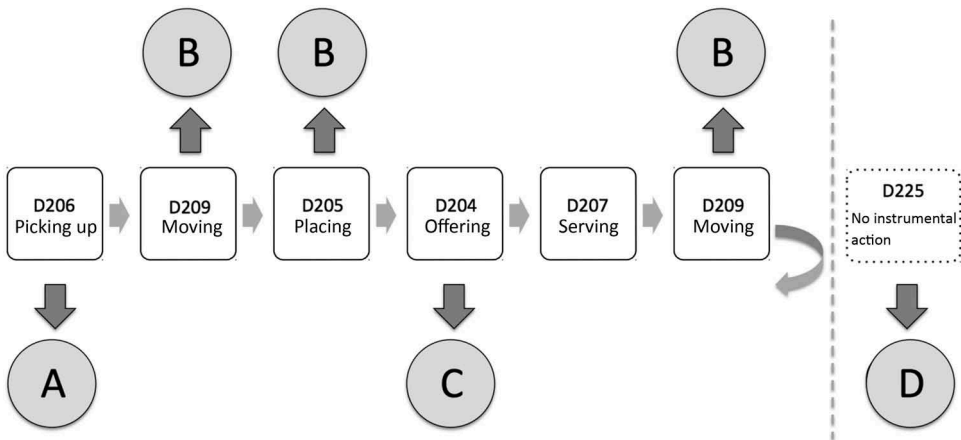 B
B
B
D206
Picking up
D209
Moving
D205
Placing
D204
Offering
D207
Serving
D209
Moving
D225
No instrumental
action
A
C
D